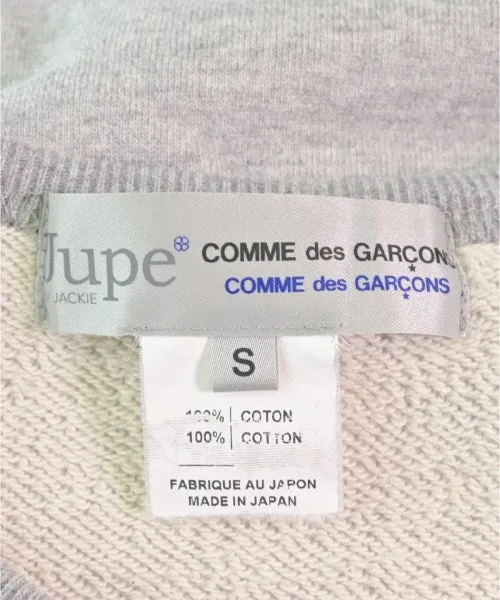 Jupe COMME des GARÇONS
JACKIE COMME des GARÇONS
S
100% COTON
100% COTTON
FABRIQUE AU JAPON
MADE IN JAPAN